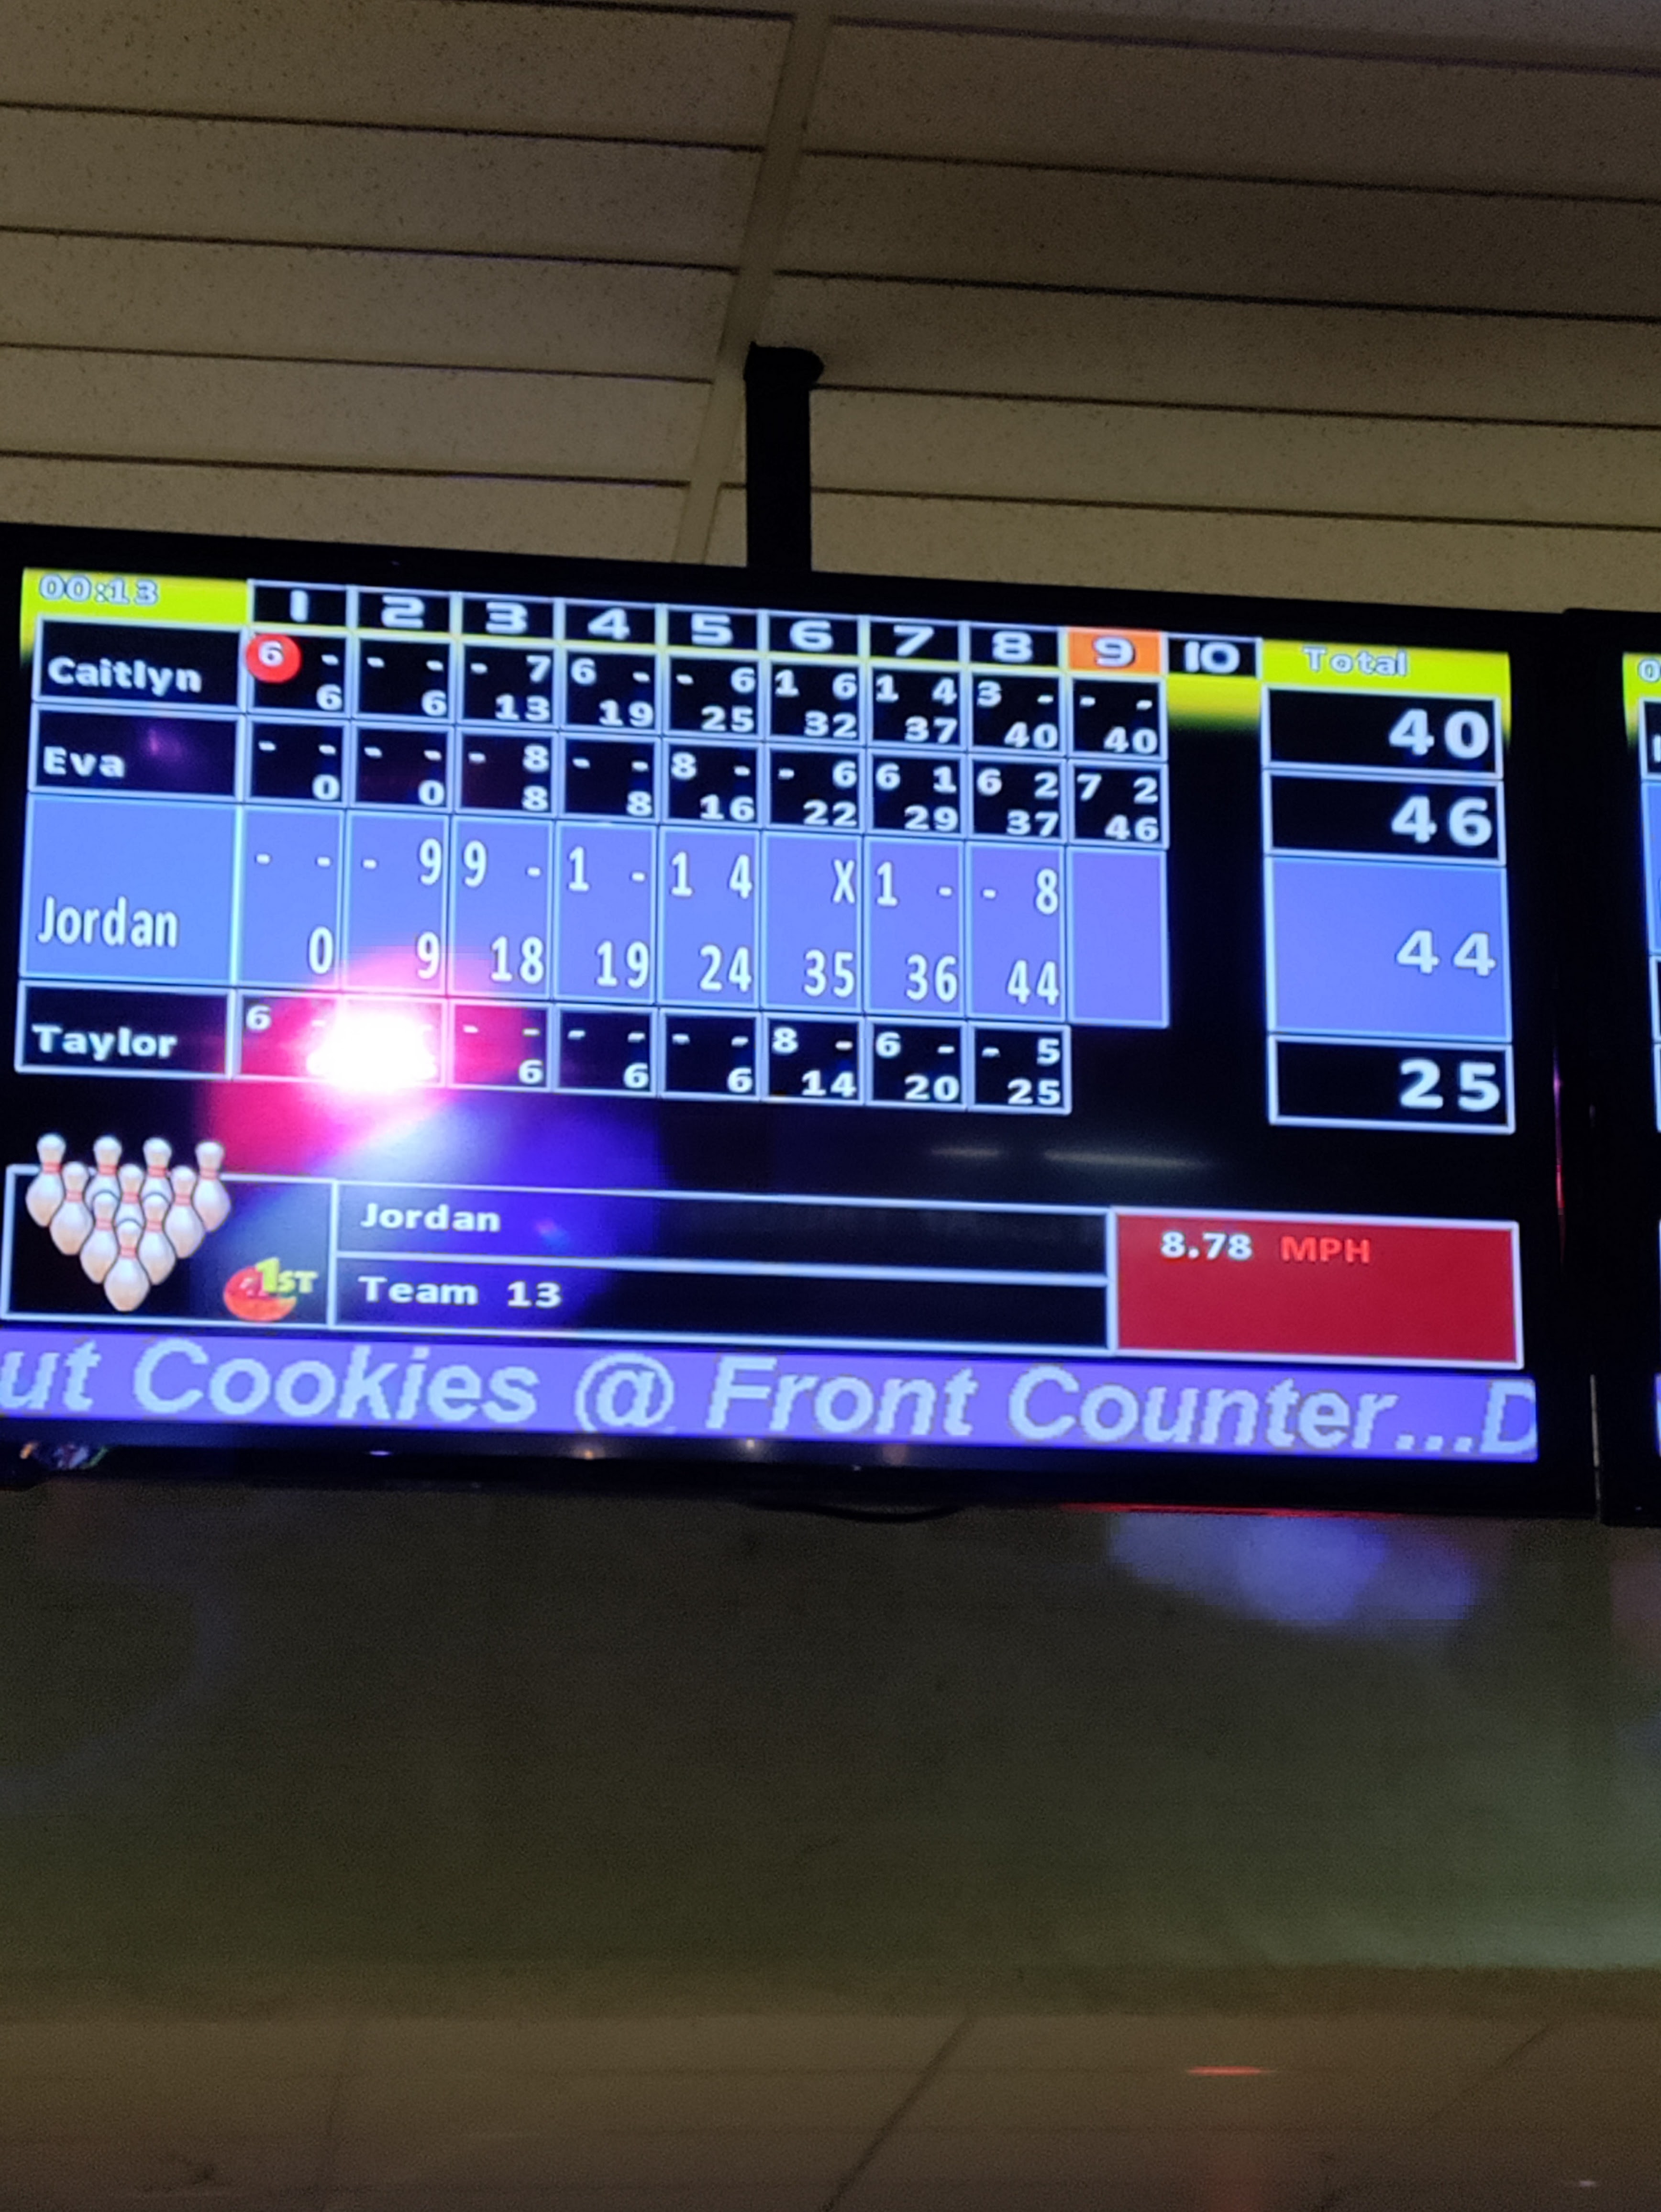 00:13 1 2 3 4 5 6 7 8 9 10 Total
Caitlyn 6 - - - - 7 6 - - 6 1 6 1 4 3 - - -
6 6 13 19 25 32 37 40 40 40
Eva - - - - - 8 - - 8 - - 6 6 1 6 2 7 2
0 0 8 8 16 22 29 37 46 46
- - - 9 9 - 1 - 1 4 X 1 - - 8
Jordan 0 9 18 19 24 35 36 44 44
Taylor 6 - - - - - - - 8 - 6 - - 5
6 6 6 14 20 25 25
1ST
Jordan
Team 13
8.78 MPH
ut Cookies @ Front Counter...D